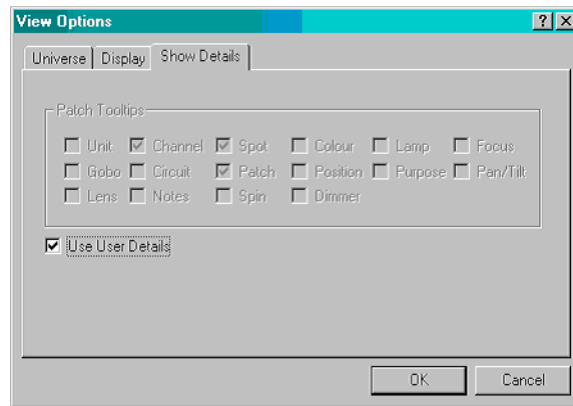 View Options
Universe Display Show Details
Patch Tooltips
Unit Channel Spot Colour Lamp Focus
Gobo Circuit Patch Position Purpose Pan/Tilt
Lens Notes Spin Dimmer
Use User Details
OK Cancel